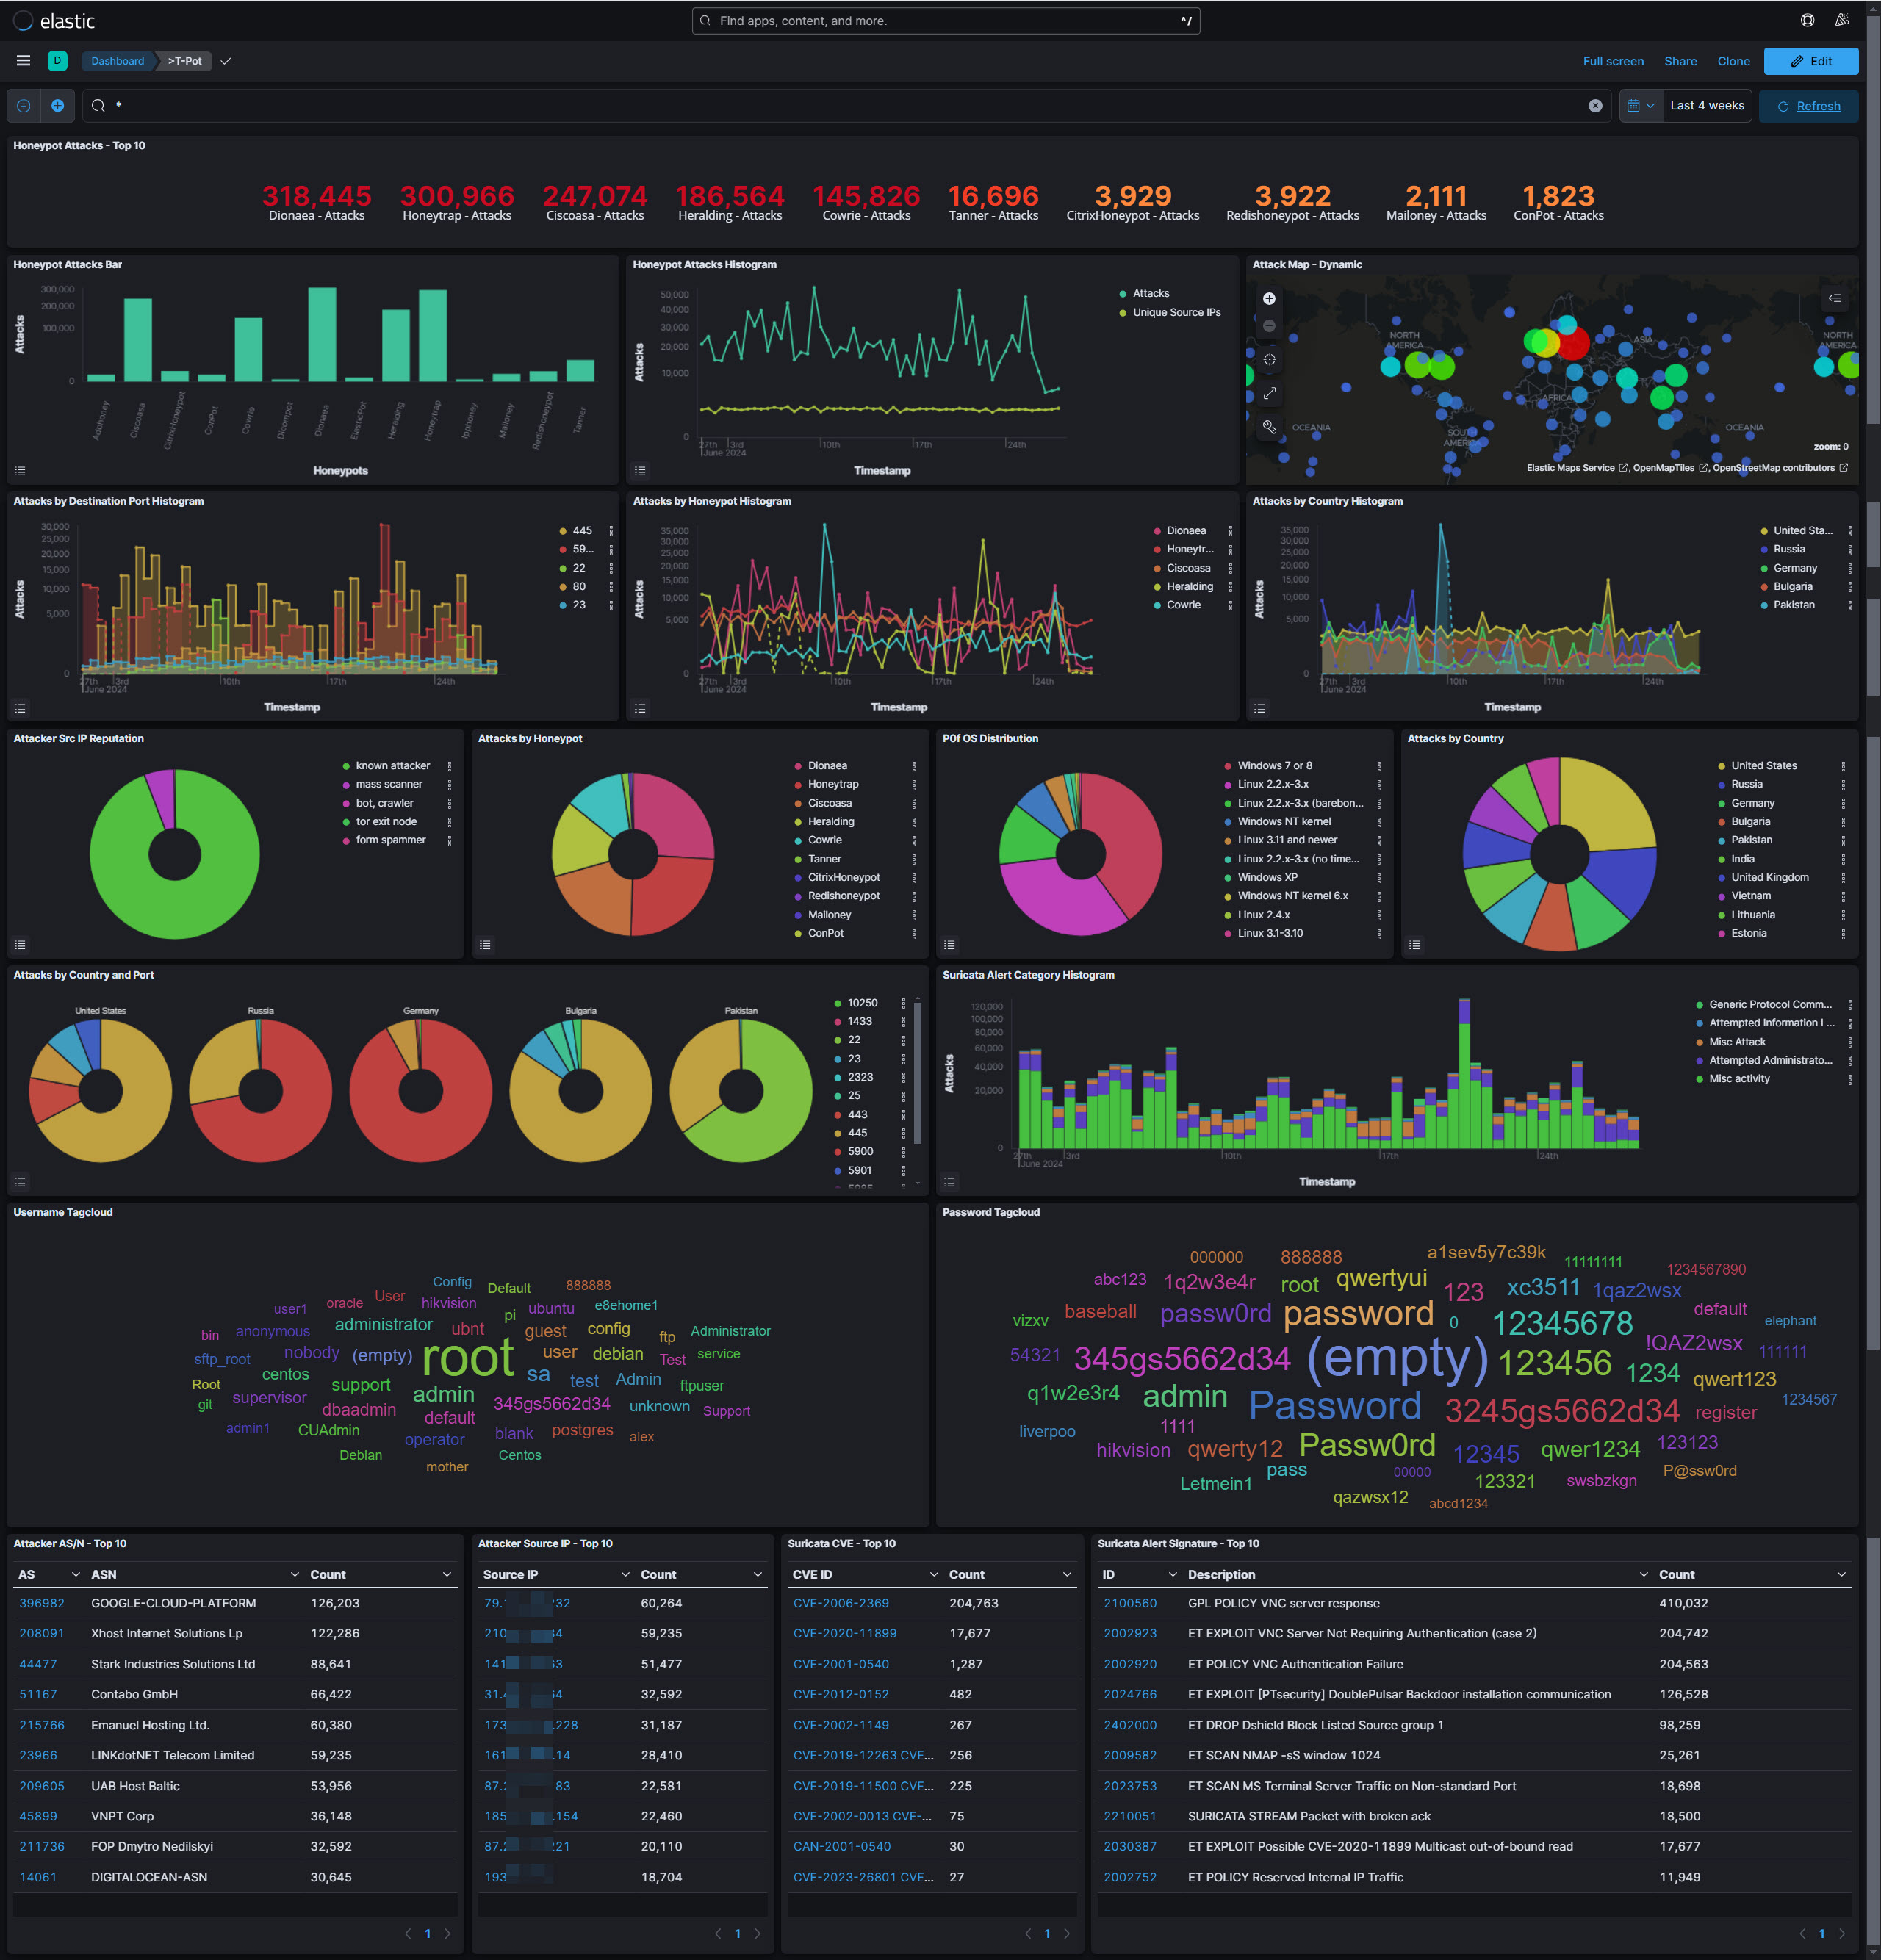 elastic
Find apps, content, and more.
^/
D
Dashboard
>T-Pot
Full screen
Share
Clone
Edit
*
Last 4 weeks
Refresh
Honeypot Attacks - Top 10
318,445 300,966 247,074 186,564 145,826 16,696 3,929 3,922 2,111 1,823
Dionaea - Attacks Honeytrap - Attacks Ciscoasa - Attacks Heralding - Attacks Cowrie - Attacks Tanner - Attacks CitrixHoneypot - Attacks Redishoneypot - Attacks Mailoney - Attacks ConPot - Attacks
Honeypot Attacks Bar
Attacks
300,000
200,000
100,000
0
Adbhoney Ciscoasa CitrixHoneypot ConPot Cowrie Dicompot Dionaea ElasticPot Heralding Honeytrap Ipphoney Mailoney Redishoneypot Tanner
Honeypots
Honeypot Attacks Histogram
Attacks
50,000
40,000
30,000
20,000
10,000
0
27th 3rd 10th 17th 24th
June 2024
Timestamp
Attacks
Unique Source IPs
Attack Map - Dynamic
NORTH AMERICA
ASIA
NORTH AMERICA
AFRICA
OCEANIA
SOUTH AMERICA
OCEANIA
zoom: 0
Elastic Maps Service , OpenMapTiles , OpenStreetMap contributors
Attacks by Destination Port Histogram
Attacks
30,000
25,000
20,000
15,000
10,000
5,000
0
27th 3rd 10th 17th 24th
June 2024
Timestamp
445
59...
22
80
23
Attacks by Honeypot Histogram
Attacks
35,000
30,000
25,000
20,000
15,000
10,000
5,000
0
27th 3rd 10th 17th 24th
June 2024
Timestamp
Dionaea
Honeytr...
Ciscoasa
Heralding
Cowrie
Attacks by Country Histogram
Attacks
35,000
30,000
25,000
20,000
15,000
10,000
5,000
0
27th 3rd 10th 17th 24th
June 2024
Timestamp
United Sta...
Russia
Germany
Bulgaria
Pakistan
Attacker Src IP Reputation
known attacker
mass scanner
bot, crawler
tor exit node
form spammer
Attacks by Honeypot
Dionaea
Honeytrap
Ciscoasa
Heralding
Cowrie
Tanner
CitrixHoneypot
Redishoneypot
Mailoney
ConPot
P0f OS Distribution
Windows 7 or 8
Linux 2.2.x-3.x
Linux 2.2.x-3.x (barebon...
Windows NT kernel
Linux 3.11 and newer
Linux 2.2.x-3.x (no time...
Windows XP
Windows NT kernel 6.x
Linux 2.4.x
Linux 3.1-3.10
Attacks by Country
United States
Russia
Germany
Bulgaria
Pakistan
India
United Kingdom
Vietnam
Lithuania
Estonia
Attacks by Country and Port
United States Russia Germany Bulgaria Pakistan
10250
1433
22
23
2323
25
443
445
5900
5901
Suricata Alert Category Histogram
Attacks
120,000
100,000
80,000
60,000
40,000
20,000
0
27th 3rd 10th 17th 24th
June 2024
Timestamp
Generic Protocol Comm...
Attempted Information L...
Misc Attack
Attempted Administrato...
Misc activity
Username Tagcloud
Config Default 888888
user1 oracle User hikvision pi ubuntu e8ehome1
bin anonymous administrator ubnt guest config ftp Administrator
sftp_root nobody (empty) root user debian Test service
Root centos support admin sa test Admin ftpuser
git supervisor dbaadmin default 345gs5662d34 unknown Support
admin1 CUAdmin operator blank postgres alex
Debian mother Centos
Password Tagcloud
000000 888888 a1sev5y7c39k 11111111
abc123 1q2w3e4r root qwertyui 123 xc3511 1qaz2wsx 1234567890
vizxv baseball passw0rd password 0 12345678 default elephant
54321 345gs5662d34 (empty) 123456 1234 !QAZ2wsx 111111
q1w2e3r4 admin Password 3245gs5662d34 qwert123 register 1234567
liverpoo 1111
hikvision qwerty12 Passw0rd 12345 qwer1234 123123
Letmein1 pass 00000 123321 swsbzkgn P@ssw0rd
qazwsx12 abcd1234
Attacker AS/N - Top 10
AS ASN Count
396982 GOOGLE-CLOUD-PLATFORM 126,203
208091 Xhost Internet Solutions Lp 122,286
44477 Stark Industries Solutions Ltd 88,641
51167 Contabo GmbH 66,422
215766 Emanuel Hosting Ltd. 60,380
23966 LINKdotNET Telecom Limited 59,235
209605 UAB Host Baltic 53,956
45899 VNPT Corp 36,148
211736 FOP Dmytro Nedilskyi 32,592
14061 DIGITALOCEAN-ASN 30,645
1
Attacker Source IP - Top 10
Source IP Count
79. 232 60,264
210 4 59,235
141 3 51,477
31. 4 32,592
173 .228 31,187
161 .14 28,410
87. 83 22,581
185 .154 22,460
87. 21 20,110
193 18,704
1
Suricata CVE - Top 10
CVE ID Count
CVE-2006-2369 204,763
CVE-2020-11899 17,677
CVE-2001-0540 1,287
CVE-2012-0152 482
CVE-2002-1149 267
CVE-2019-12263 CVE... 256
CVE-2019-11500 CVE... 225
CVE-2002-0013 CVE-... 75
CAN-2001-0540 30
CVE-2023-26801 CVE... 27
1
Suricata Alert Signature - Top 10
ID Description Count
2100560 GPL POLICY VNC server response 410,032
2002923 ET EXPLOIT VNC Server Not Requiring Authentication (case 2) 204,742
2002920 ET POLICY VNC Authentication Failure 204,563
2024766 ET EXPLOIT [PTsecurity] DoublePulsar Backdoor installation communication 126,528
2402000 ET DROP Dshield Block Listed Source group 1 98,259
2009582 ET SCAN NMAP -sS window 1024 25,261
2023753 ET SCAN MS Terminal Server Traffic on Non-standard Port 18,698
2210051 SURICATA STREAM Packet with broken ack 18,500
2030387 ET EXPLOIT Possible CVE-2020-11899 Multicast out-of-bound read 17,677
2002752 ET POLICY Reserved Internal IP Traffic 11,949
1